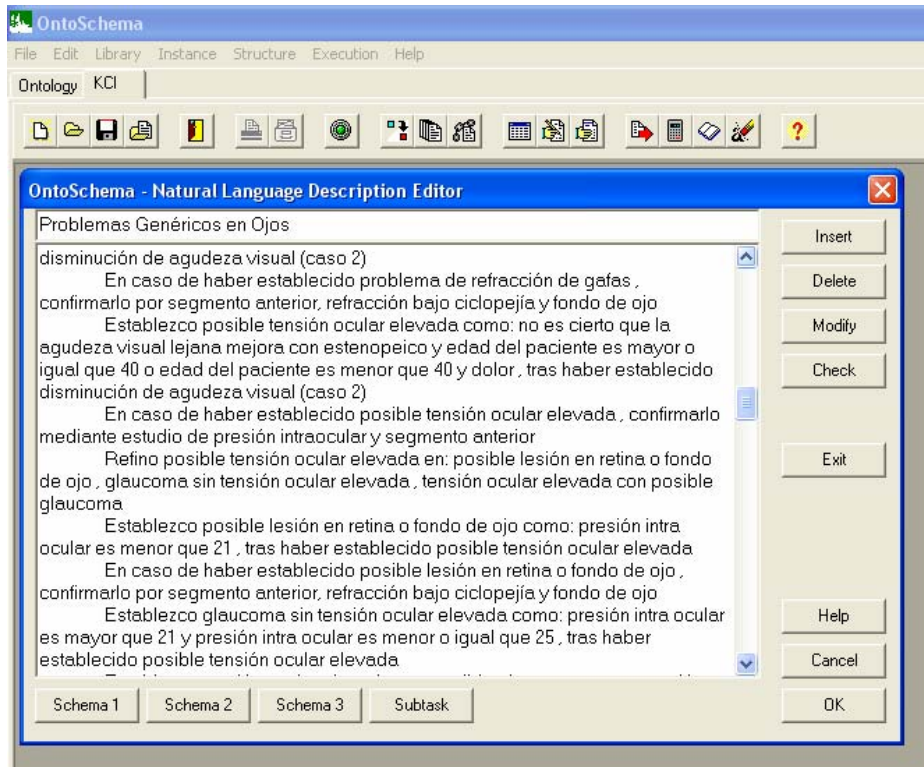 OntoSchema
File Edit Library Instance Structure Execution Help
Ontology KCI
OntoSchema - Natural Language Description Editor
Problemas Genéricos en Ojos
disminución de agudeza visual (caso 2)
En caso de haber establecido problema de refracción de gafas ,
confirmarlo por segmento anterior, refracción bajo ciclopejía y fondo de ojo
Establezco posible tensión ocular elevada como: no es cierto que la
agudeza visual lejana mejora con estenopeico y edad del paciente es mayor o
igual que 40 o edad del paciente es menor que 40 y dolor , tras haber establecido
disminución de agudeza visual (caso 2)
En caso de haber establecido posible tensión ocular elevada , confirmarlo
mediante estudio de presión intraocular y segmento anterior
Refino posible tensión ocular elevada en: posible lesión en retina o fondo
de ojo , glaucoma sin tensión ocular elevada , tensión ocular elevada con posible
glaucoma
Establezco posible lesión en retina o fondo de ojo como: presión intra
ocular es menor que 21 , tras haber establecido posible tensión ocular elevada
En caso de haber establecido posible lesión en retina o fondo de ojo ,
confirmarlo por segmento anterior, refracción bajo ciclopejía y fondo de ojo
Establezco glaucoma sin tensión ocular elevada como: presión intra ocular
es mayor que 21 y presión intra ocular es menor o igual que 25 , tras haber
establecido posible tensión ocular elevada
Insert
Delete
Modify
Check
Exit
Help
Cancel
OK
Schema 1 Schema 2 Schema 3 Subtask